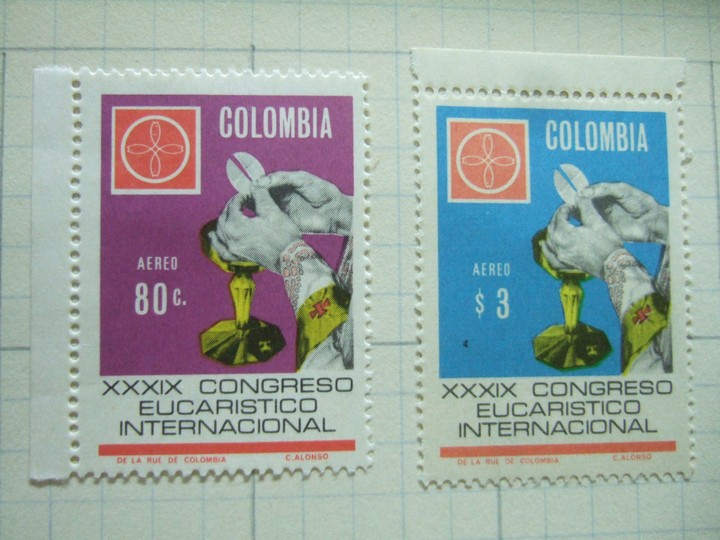 COLOMBIA
AEREO
80 c.
XXXIX CONGRESO
EUCARISTICO
INTERNACIONAL
DE LA RUE DE COLOMBIA C. ALONSO
COLOMBIA
AEREO
$ 3
XXXIX CONGRESO
EUCARISTICO
INTERNACIONAL
DE LA RUE DE COLOMBIA C. ALONSO